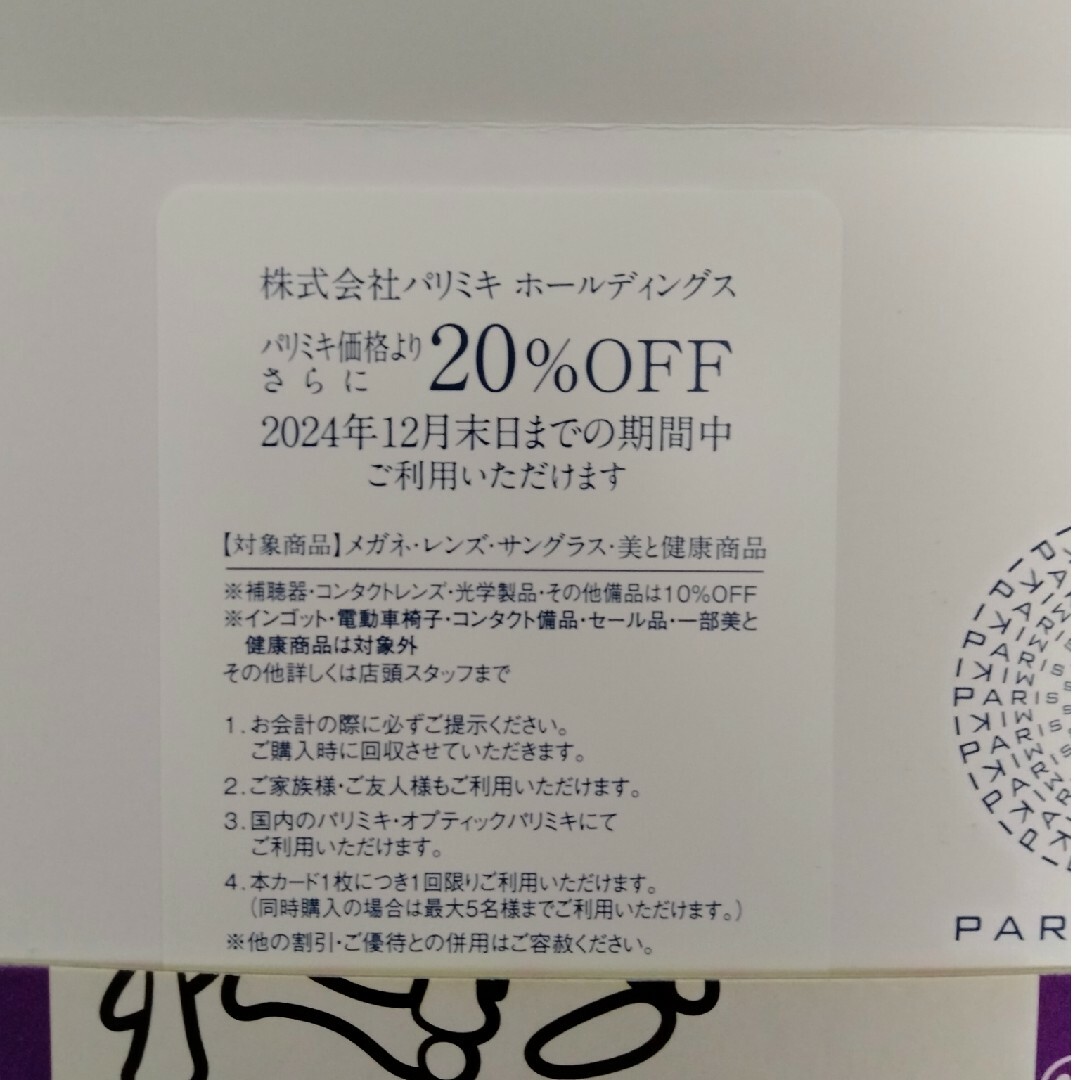 株式会社パリミキ ホールディングス
パリミキ価格より
さらに
20%OFF
2024年12月末日までの期間中
ご利用いただけます
【対象商品】メガネ・レンズ・サングラス・美と健康商品
※補聴器・コンタクトレンズ・光学製品・その他備品は10%OFF
※インゴット・電動車椅子・コンタクト備品・セール品・一部美と
健康商品は対象外
その他詳しくは店頭スタッフまで
1.お会計の際に必ずご提示ください。
ご購入時に回収させていただきます。
2.ご家族様・ご友人様もご利用いただけます。
3.国内のパリミキ・オプティックパリミキにて
ご利用いただけます。
4.本カード1枚につき1回限りご利用いただけます。
(同時購入の場合は最大5名様までご利用いただけます。)
※他の割引・ご優待との併用はご容赦ください。
PARIS
PAR